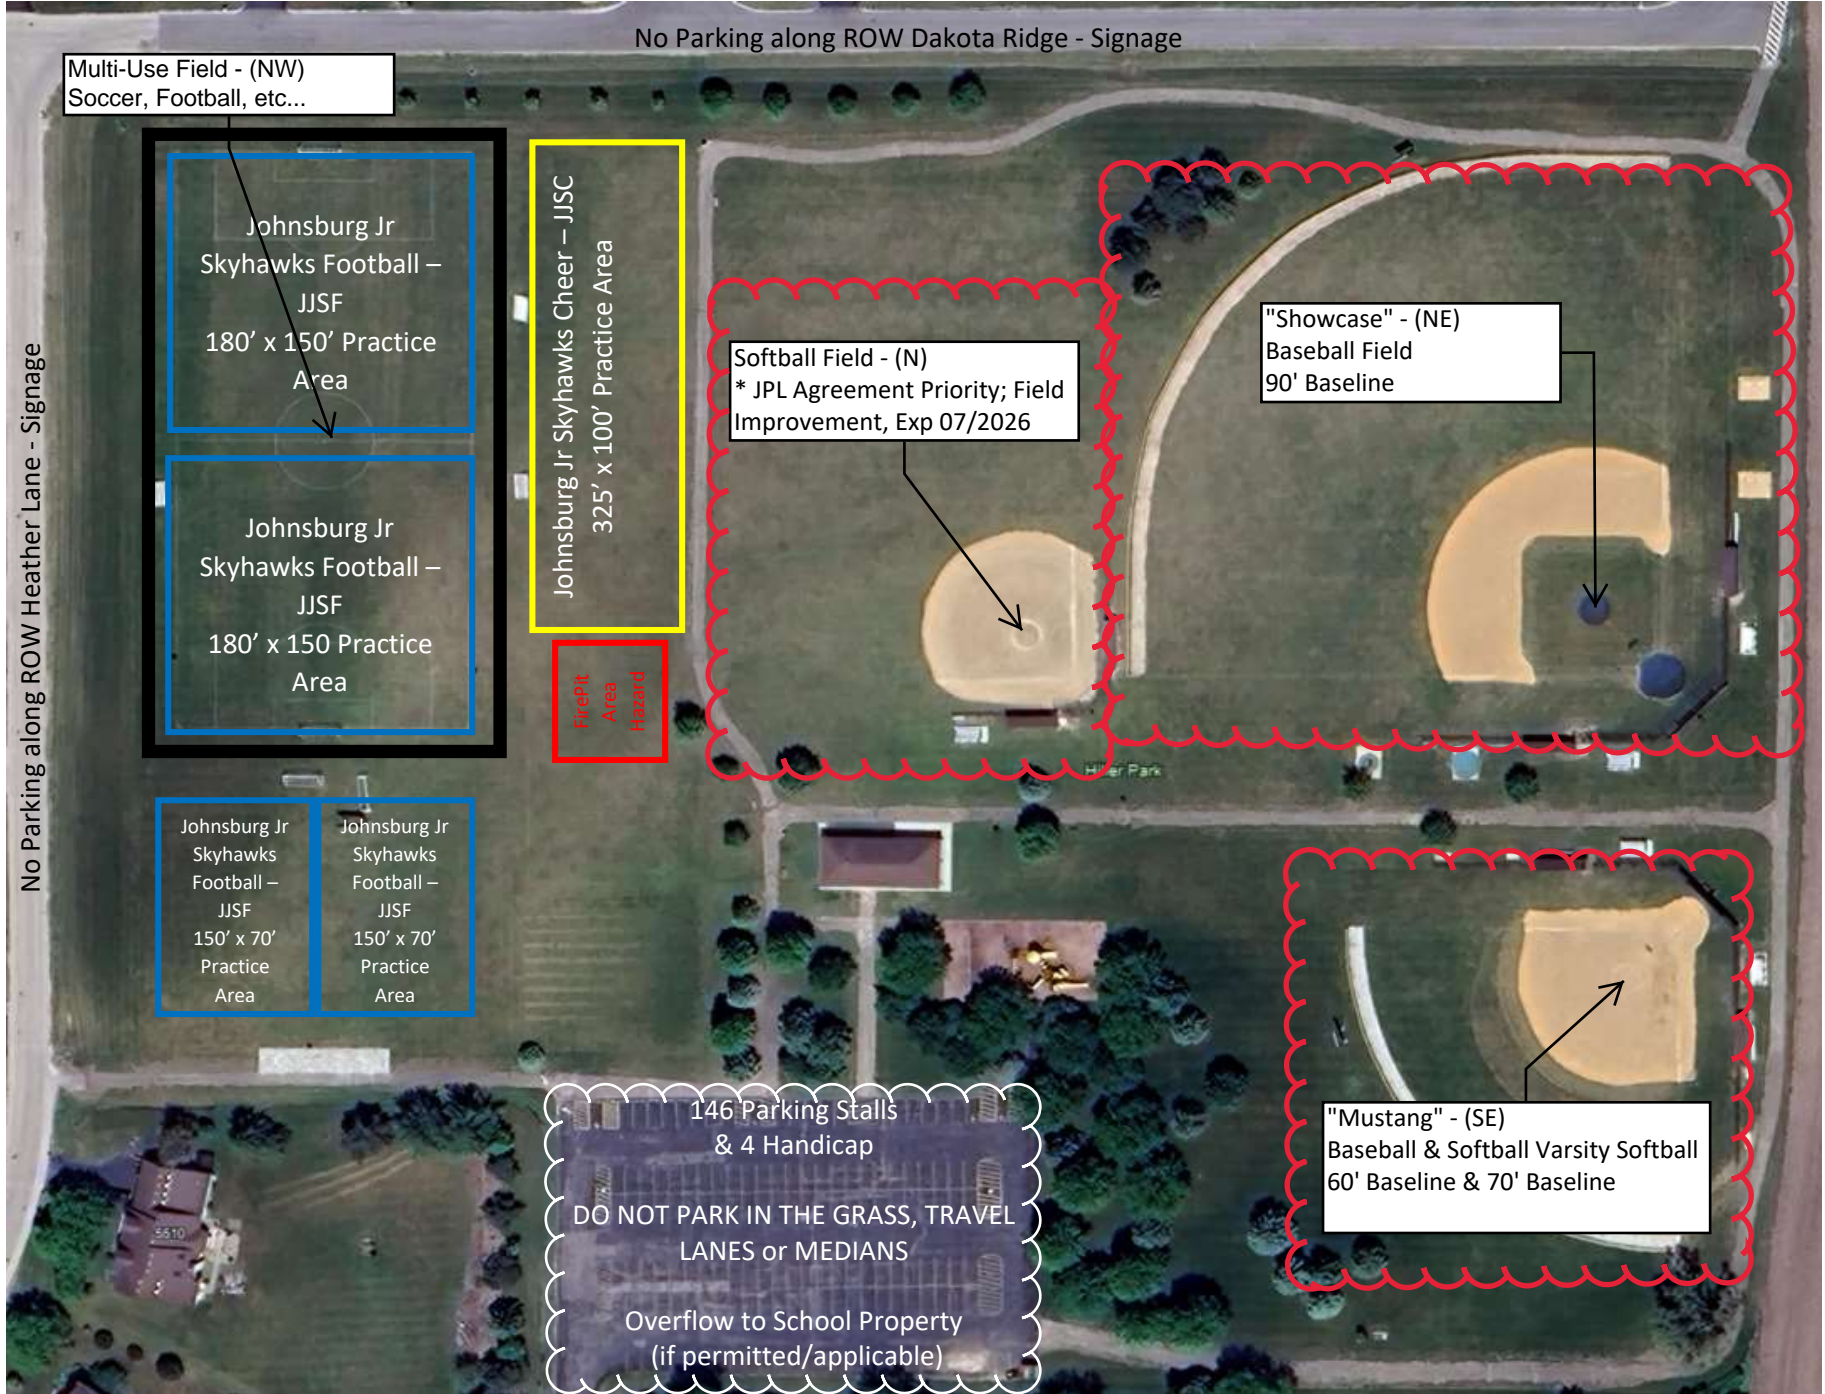 No Parking along ROW Dakota Ridge - Signage
Multi-Use Field - (NW)
Soccer, Football, etc...
No Parking along ROW Heather Lane - Signage
Johnsburg Jr
Skyhawks Football –
JJSF
180’ x 150’ Practice
Area
Johnsburg Jr
Skyhawks Football –
JJSF
180’ x 150 Practice
Area
Johnsburg Jr Skyhawks Cheer – JJSC
325’ x 100’ Practice Area
FirePit
Area
Hazard
Softball Field - (N)
* JPL Agreement Priority; Field
Improvement, Exp 07/2026
"Showcase" - (NE)
Baseball Field
90' Baseline
Hiller Park
Johnsburg Jr
Skyhawks
Football –
JJSF
150’ x 70’
Practice
Area
Johnsburg Jr
Skyhawks
Football –
JJSF
150’ x 70’
Practice
Area
146 Parking Stalls
& 4 Handicap
DO NOT PARK IN THE GRASS, TRAVEL
LANES or MEDIANS
Overflow to School Property
(if permitted/applicable)
"Mustang" - (SE)
Baseball & Softball Varsity Softball
60' Baseline & 70' Baseline
5510